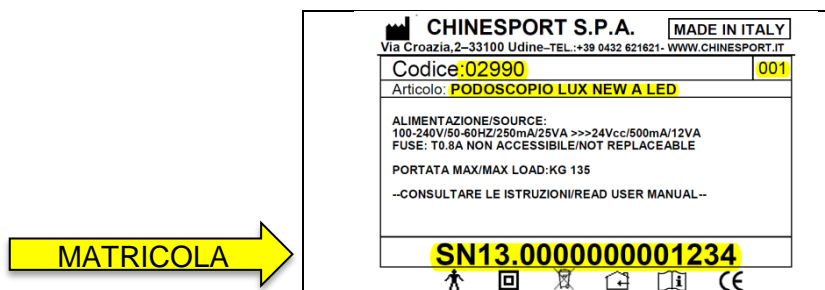 CHINESPORT S.P.A. MADE IN ITALY
Via Croazia,2–33100 Udine–TEL.:+39 0432 621621- WWW.CHINESPORT.IT
Codice:02990 001
Articolo: PODOSCOPIO LUX NEW A LED
ALIMENTAZIONE/SOURCE:
100-240V/50-60HZ/250mA/25VA >>>24Vcc/500mA/12VA
FUSE: T0.8A NON ACCESSIBILE/NOT REPLACEABLE
PORTATA MAX/MAX LOAD:KG 135
--CONSULTARE LE ISTRUZIONI/READ USER MANUAL--
MATRICOLA
SN13.0000000001234
CE